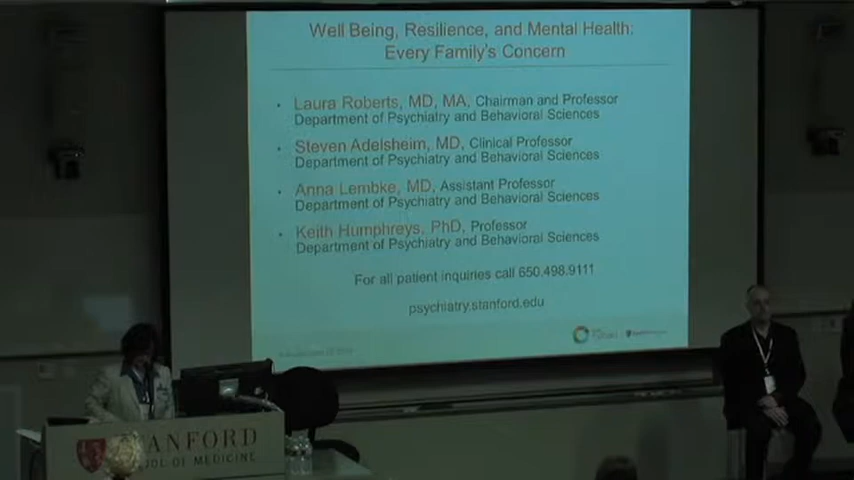 Well Being, Resilience, and Mental Health:
Every Family's Concern
• Laura Roberts, MD, MA, Chairman and Professor
Department of Psychiatry and Behavioral Sciences
• Steven Adelsheim, MD, Clinical Professor
Department of Psychiatry and Behavioral Sciences
• Anna Lembke, MD, Assistant Professor
Department of Psychiatry and Behavioral Sciences
• Keith Humphreys, PhD, Professor
Department of Psychiatry and Behavioral Sciences
For all patient inquiries call 650.498.9111
psychiatry.stanford.edu
STANFORD
SCHOOL OF MEDICINE